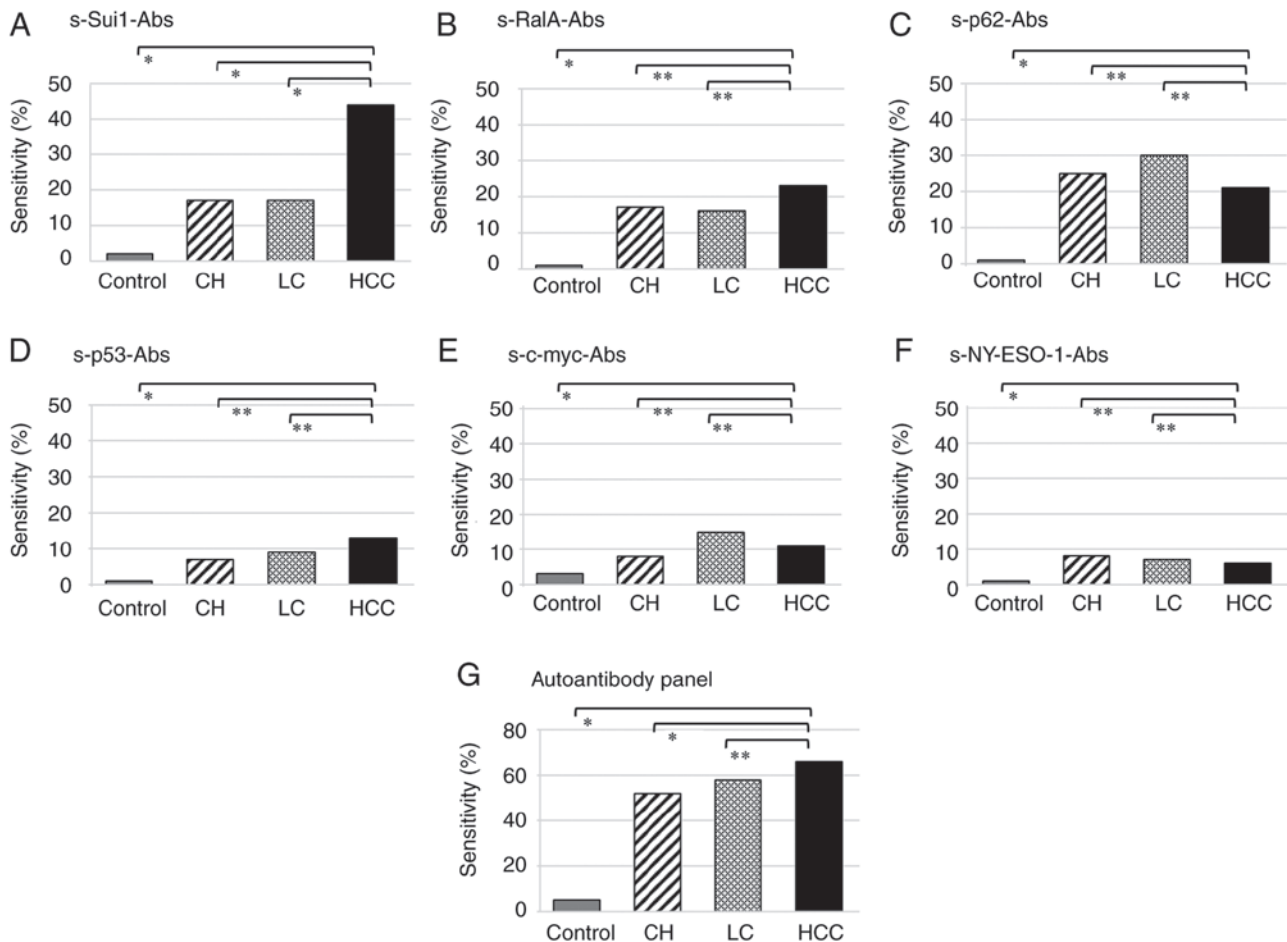 A s-Sui1-Abs
*
*
*
Sensitivity (%)
50
40
30
20
10
0
Control CH LC HCC
B s-RalA-Abs
*
**
**
Sensitivity (%)
50
40
30
20
10
0
Control CH LC HCC
C s-p62-Abs
*
**
**
Sensitivity (%)
50
40
30
20
10
0
Control CH LC HCC
D s-p53-Abs
*
**
**
Sensitivity (%)
50
40
30
20
10
0
Control CH LC HCC
E s-c-myc-Abs
*
**
**
Sensitivity (%)
50
40
30
20
10
0
Control CH LC HCC
F s-NY-ESO-1-Abs
*
**
**
Sensitivity (%)
50
40
30
20
10
0
Control CH LC HCC
G Autoantibody panel
*
*
**
Sensitivity (%)
80
60
40
20
0
Control CH LC HCC